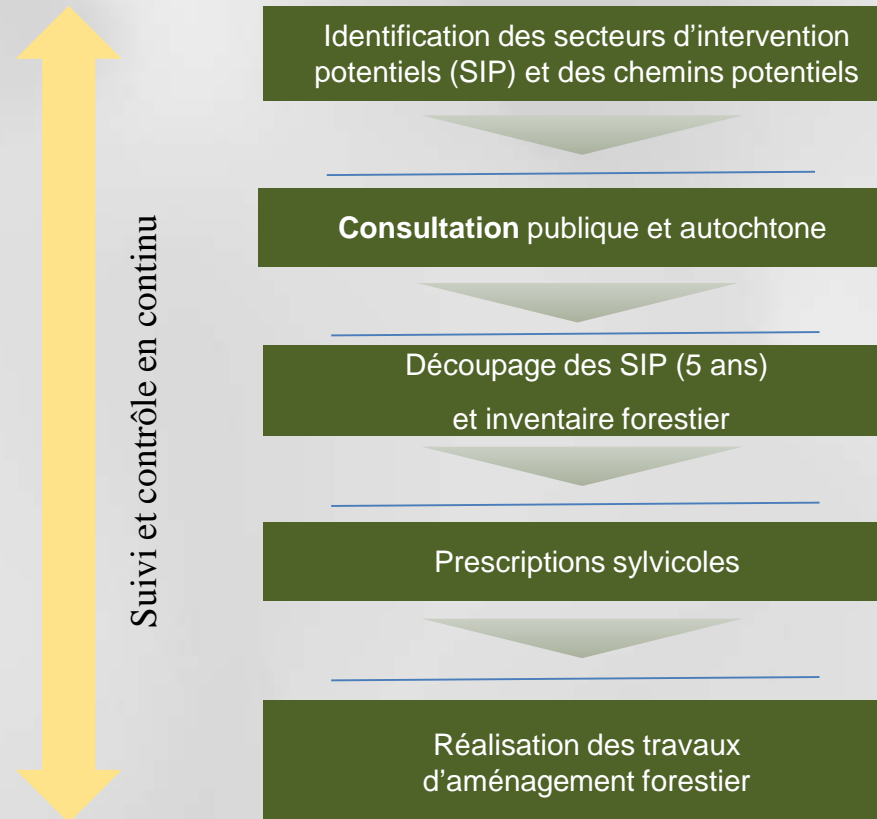 Identification des secteurs d’intervention
potentiels (SIP) et des chemins potentiels
Consultation publique et autochtone
Découpage des SIP (5 ans)
et inventaire forestier
Prescriptions sylvicoles
Réalisation des travaux
d’aménagement forestier
Suivi et contrôle en continu